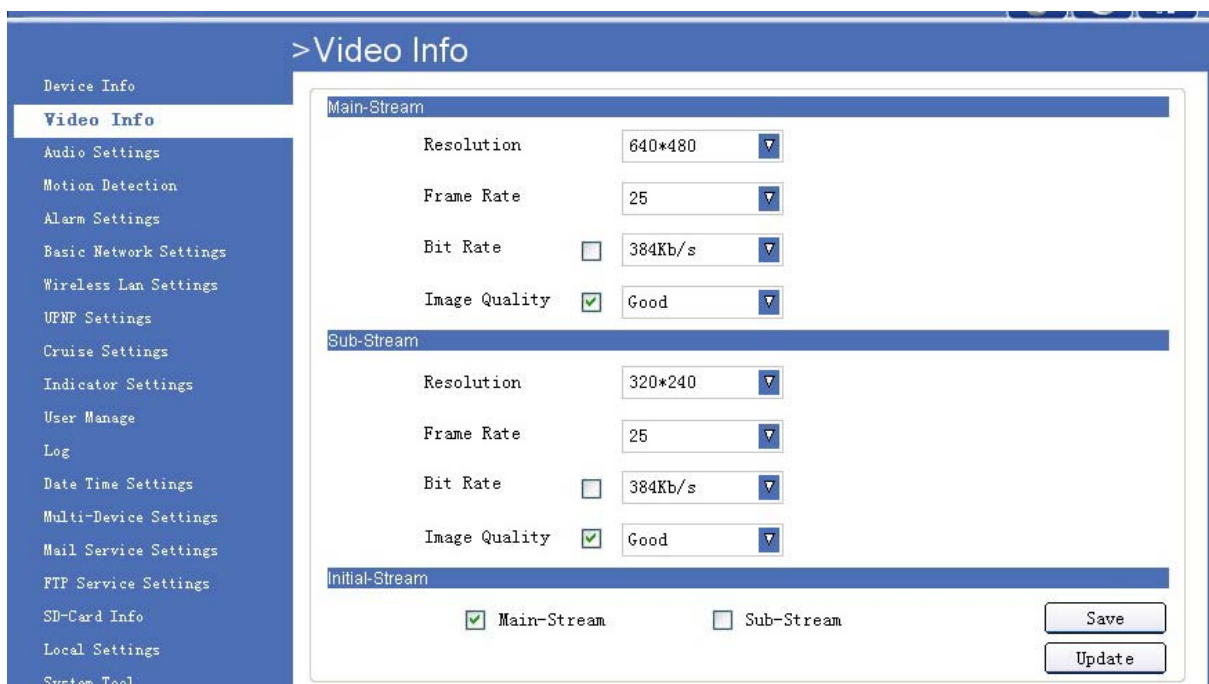 >Video Info
Device Info
Video Info
Audio Settings
Motion Detection
Alarm Settings
Basic Network Settings
Wireless Lan Settings
UPNP Settings
Cruise Settings
Indicator Settings
User Manage
Log
Date Time Settings
Multi-Device Settings
Mail Service Settings
FTP Service Settings
SD-Card Info
Local Settings
System Tool
Main-Stream
Resolution 640*480
Frame Rate 25
Bit Rate 384Kb/s
Image Quality Good
Sub-Stream
Resolution 320*240
Frame Rate 25
Bit Rate 384Kb/s
Image Quality Good
Initial-Stream
Main-Stream Sub-Stream
Save
Update